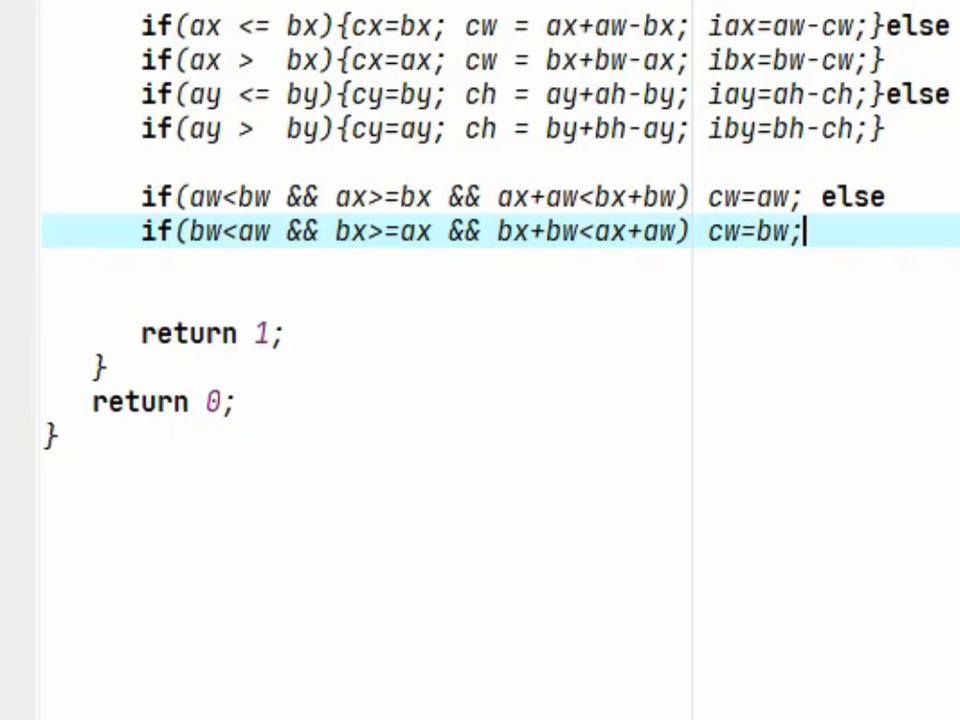 if(ax <= bx){cx=bx; cw = ax+aw-bx; iax=aw-cw;}else
if(ax >  bx){cx=ax; cw = bx+bw-ax; ibx=bw-cw;}
if(ay <= by){cy=by; ch = ay+ah-by; iay=ah-ch;}else
if(ay >  by){cy=ay; ch = by+bh-ay; iby=bh-ch;}
if(aw<bw && ax>=bx && ax+aw<bx+bw) cw=aw; else
if(bw<aw && bx>=ax && bx+bw<ax+aw) cw=bw;
return 1;
}
return 0;
}